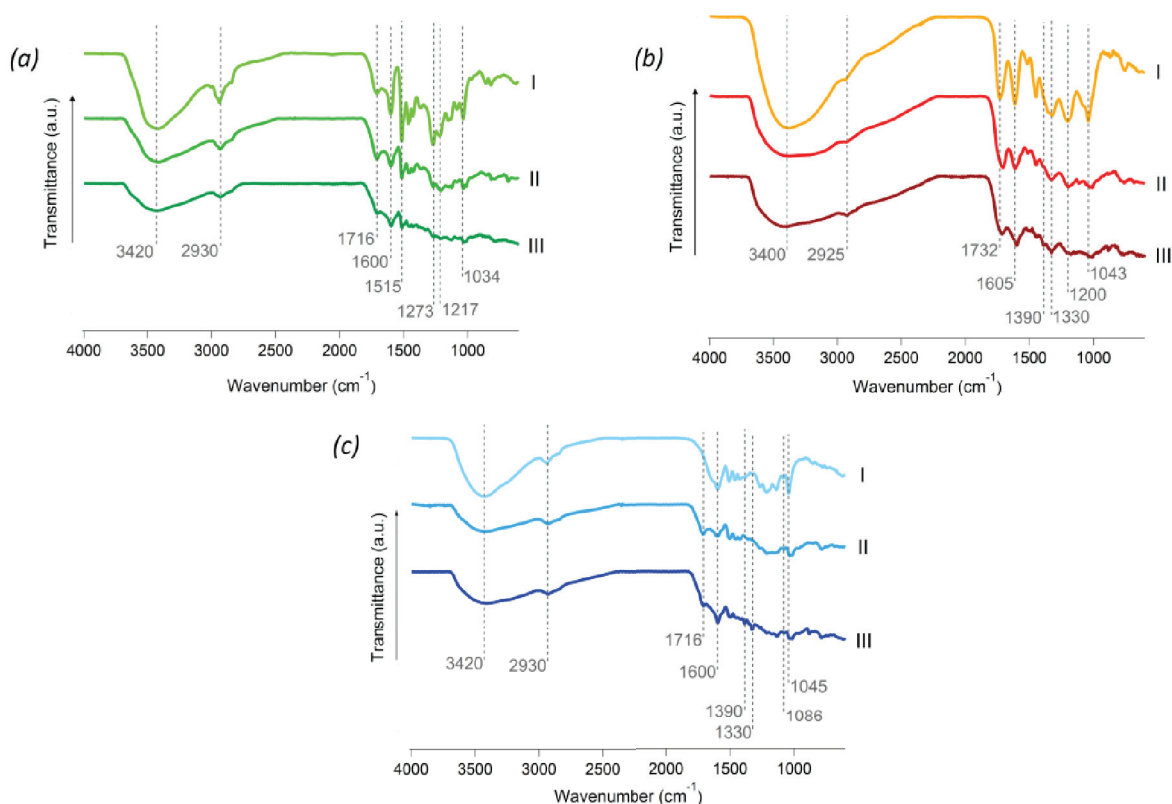 (a)
Transmittance (a.u.)
I
II
III
3420
2930
1716
1600
1515
1273
1217
1034
4000 3500 3000 2500 2000 1500 1000
Wavenumber (cm⁻¹)
(b)
Transmittance (a.u.)
I
II
III
3400
2925
1732
1605
1390
1330
1200
1043
4000 3500 3000 2500 2000 1500 1000
Wavenumber (cm⁻¹)
(c)
Transmittance (a.u.)
I
II
III
3420
2930
1716
1600
1390
1330
1086
1045
4000 3500 3000 2500 2000 1500 1000
Wavenumber (cm⁻¹)